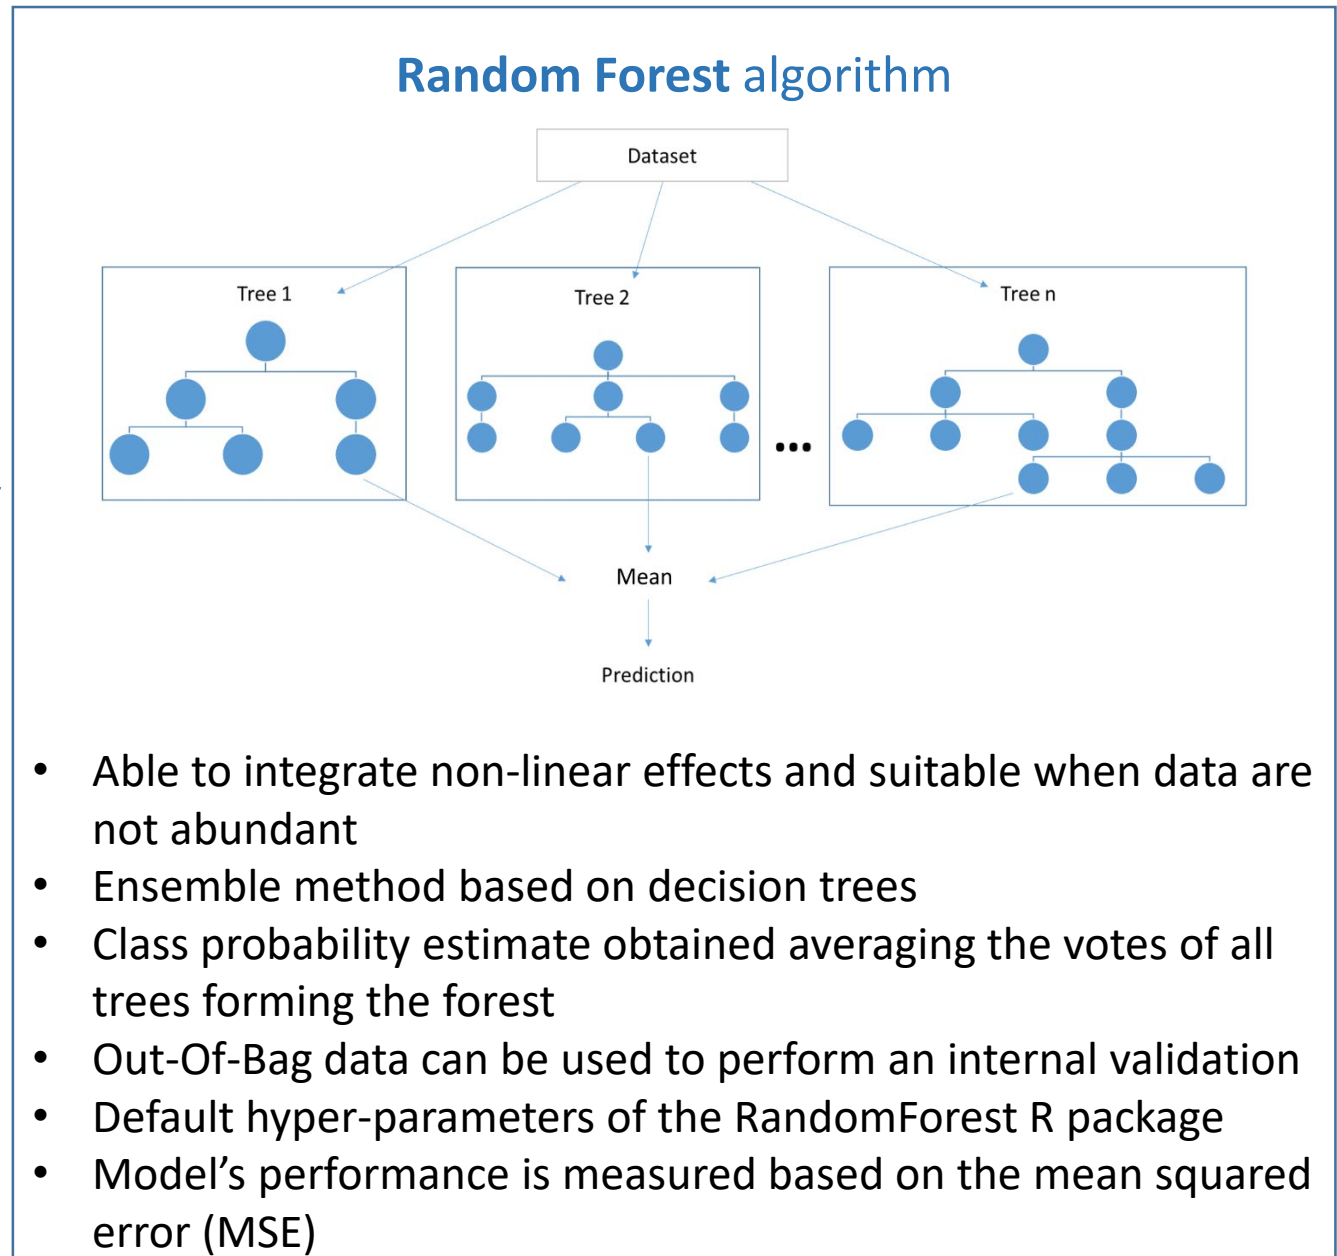 Random Forest algorithm
Dataset
Tree 1
Tree 2
Tree n
...
Mean
Prediction
• Able to integrate non-linear effects and suitable when data are
not abundant
• Ensemble method based on decision trees
• Class probability estimate obtained averaging the votes of all
trees forming the forest
• Out-Of-Bag data can be used to perform an internal validation
• Default hyper-parameters of the RandomForest R package
• Model’s performance is measured based on the mean squared
error (MSE)